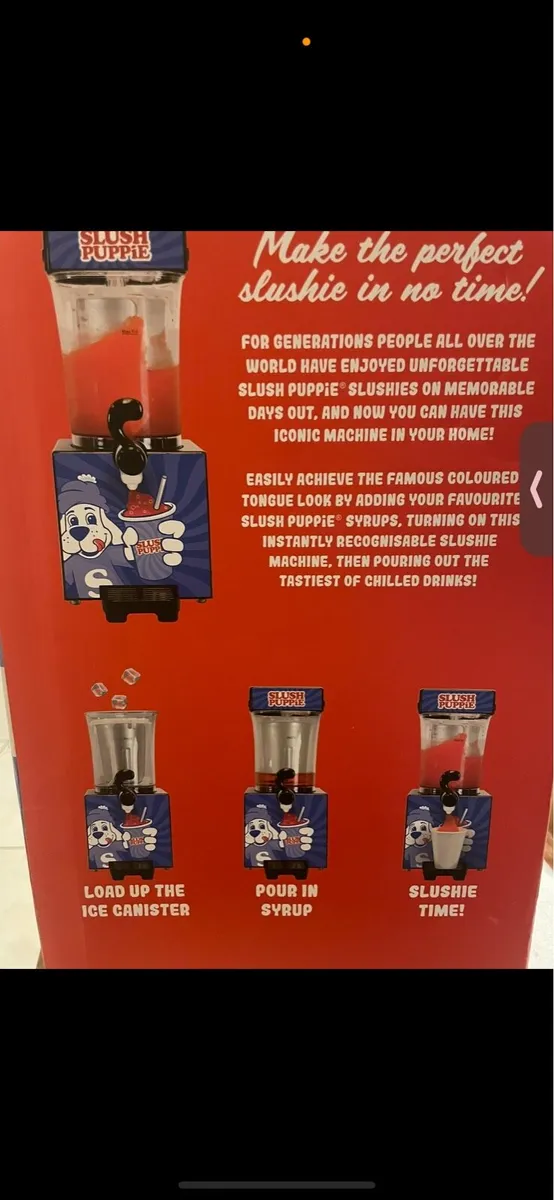 SLUSH
PUPPiE
Make the perfect
slushie in no time!
FOR GENERATIONS PEOPLE ALL OVER THE
WORLD HAVE ENJOYED UNFORGETTABLE
SLUSH PUPPiE® SLUSHIES ON MEMORABLE
DAYS OUT, AND NOW YOU CAN HAVE THIS
ICONIC MACHINE IN YOUR HOME!
EASILY ACHIEVE THE FAMOUS COLOURED
TONGUE LOOK BY ADDING YOUR FAVOURITE
SLUSH PUPPiE® SYRUPS, TURNING ON THIS
INSTANTLY RECOGNISABLE SLUSHIE
MACHINE, THEN POURING OUT THE
TASTIEST OF CHILLED DRINKS!
S
SLUSH
PUPPiE
SLUSH
PUPPiE
LOAD UP THE
ICE CANISTER
POUR IN
SYRUP
SLUSHIE
TIME!